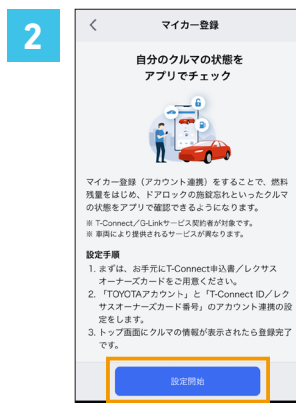 2
マイカー登録
自分のクルマの状態を
アプリでチェック
マイカー登録（アカウント連携）をすることで、燃料
残量をはじめ、ドアロックの施錠忘れといったクルマ
の状態をアプリで確認できるようになります。
※ T-Connect／G-Linkサービス契約者が対象です。
※ 車両により提供されるサービスが異なります。
設定手順
1. まずは、お手元にT-Connect申込書／レクサス
オーナーズカードをご用意ください。
2. 「TOYOTAアカウント」と「T-Connect ID／レク
サスオーナーズカード番号」のアカウント連携の設
定をします。
3. トップ画面にクルマの情報が表示されたら登録完了
です。
設定開始